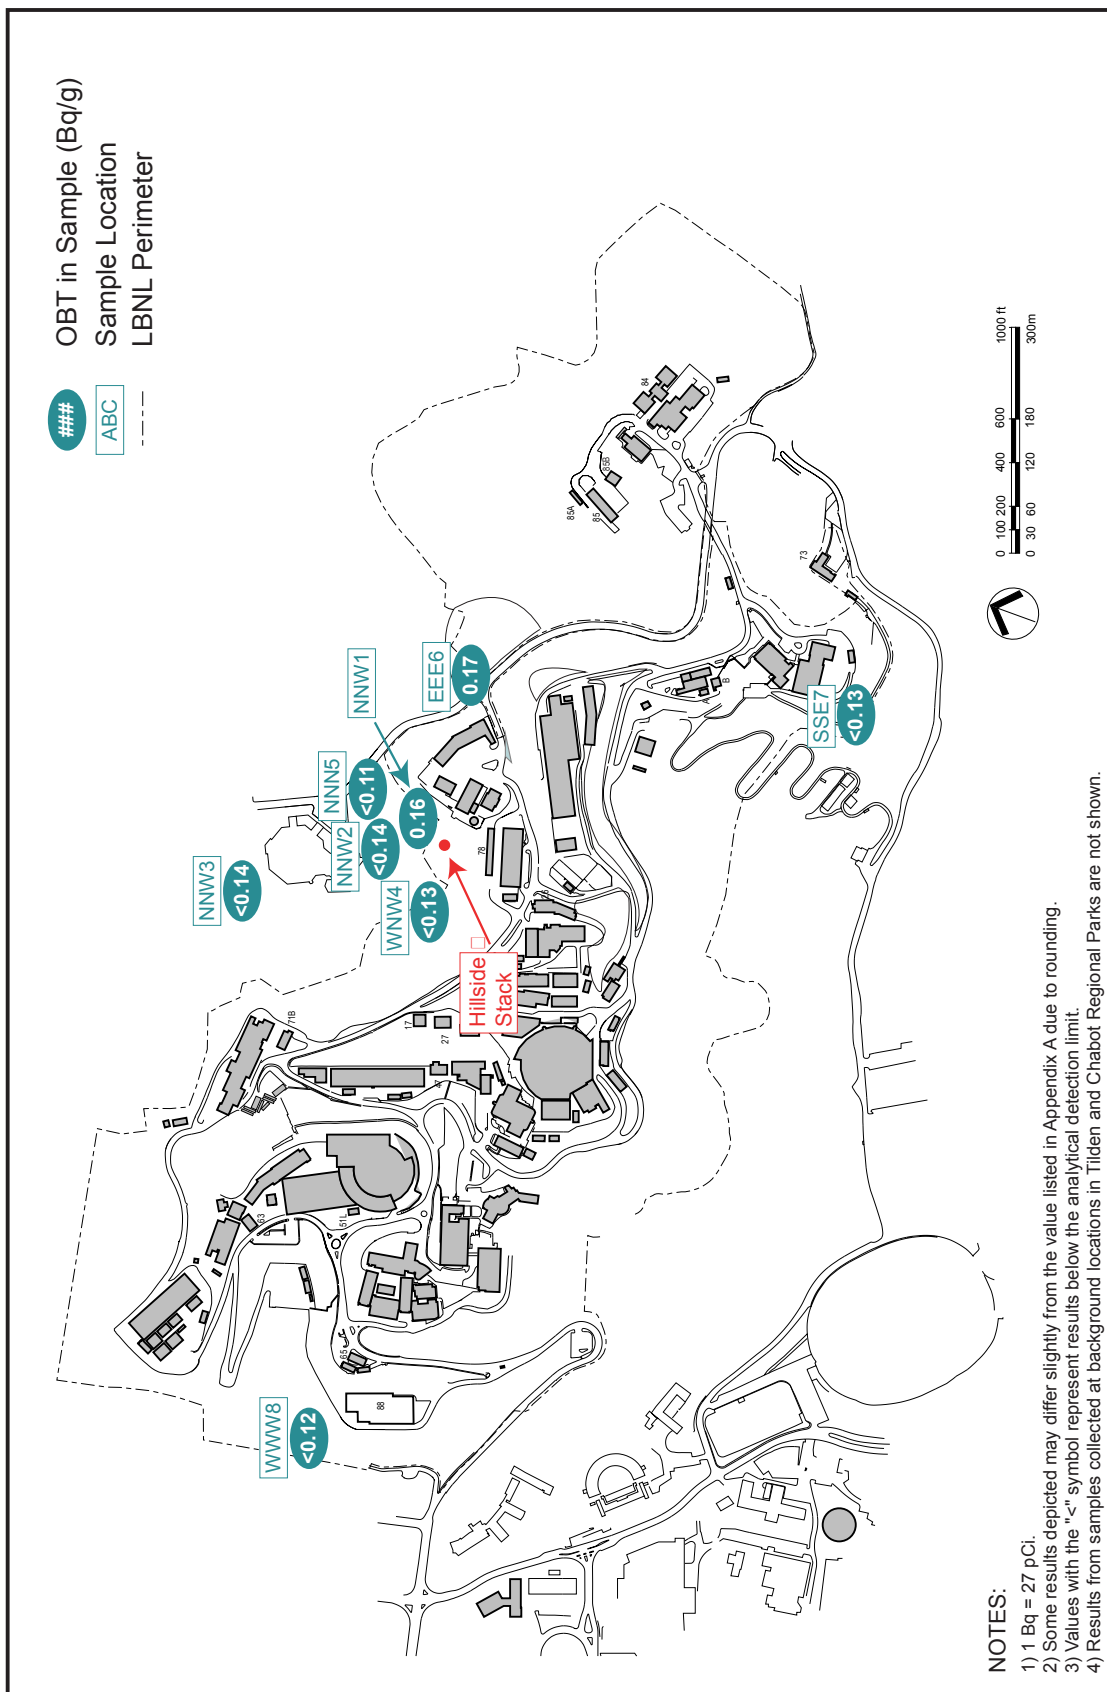 ### OBT in Sample (Bq/g)
ABC Sample Location
LBNL Perimeter
NNW3
<0.14
NNN5
<0.11
NNW2
<0.14
NNW1
0.16
WNW4
<0.13
EEE6
0.17
Hillside
Stack
SSE7
<0.13
WWW8
<0.12
71B
17
27
78
63
51L
65
88
84
85B
85A
85
73
B
0 100 200 400 600 1000 ft
0 30 60 120 180 300m
NOTES:
1) 1 Bq = 27 pCi.
2) Some results depicted may differ slightly from the value listed in Appendix A due to rounding.
3) Values with the "<" symbol represent results below the analytical detection limit.
4) Results from samples collected at background locations in Tilden and Chabot Regional Parks are not shown.